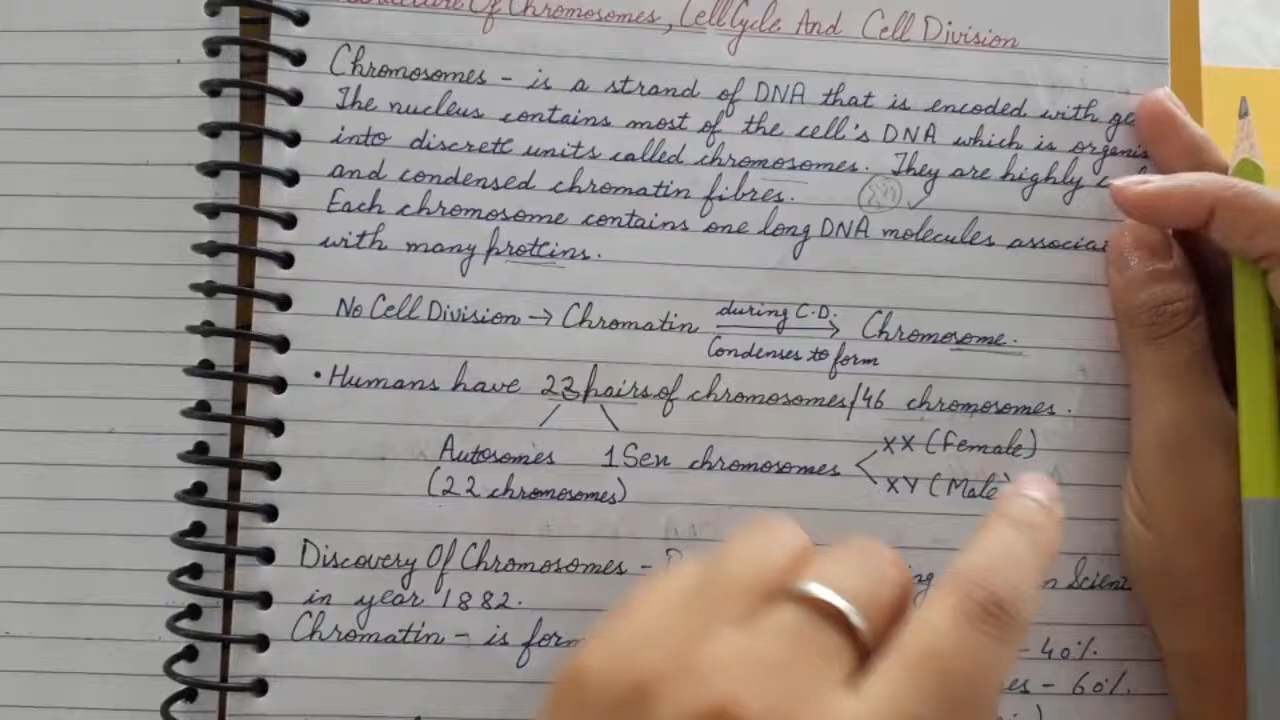 Structure Of Chromosomes, Cell Cycle And Cell Division
Chromosomes - is a strand of DNA that is encoded with
The nucleus contains most of the cell's DNA which is
into discrete units called chromosomes. They are highly
and condensed chromatin fibres.
Each chromosome contains one long DNA molecules
with many proteins.
No Cell Division → Chromatin during C.D. → Chromosome.
Condenses to form
• Humans have 23 pairs of chromosomes/46 chromosomes.
Autosomes 1 Sex chromosomes XX (Female)
(22 chromosomes) XY (Male)
Discovery Of Chromosomes -
in year 1882.
Chromatin - is - 40%.
- 60%.